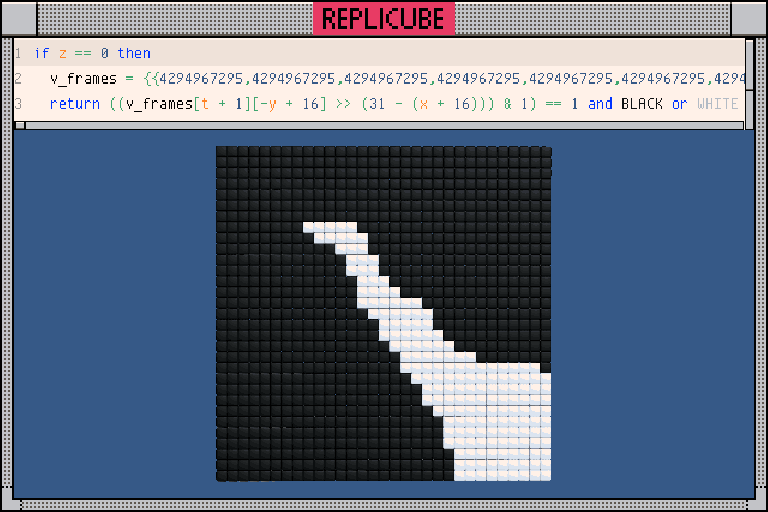 REPLICUBE
1 if z == 0 then
2 v_frames = {{4294967295,4294967295,4294967295,4294967295,4294967295,4294967295,4294
3 return ((v_frames[t + 1][-y + 16] >> (31 - (x + 16))) & 1) == 1 and BLACK or WHITE